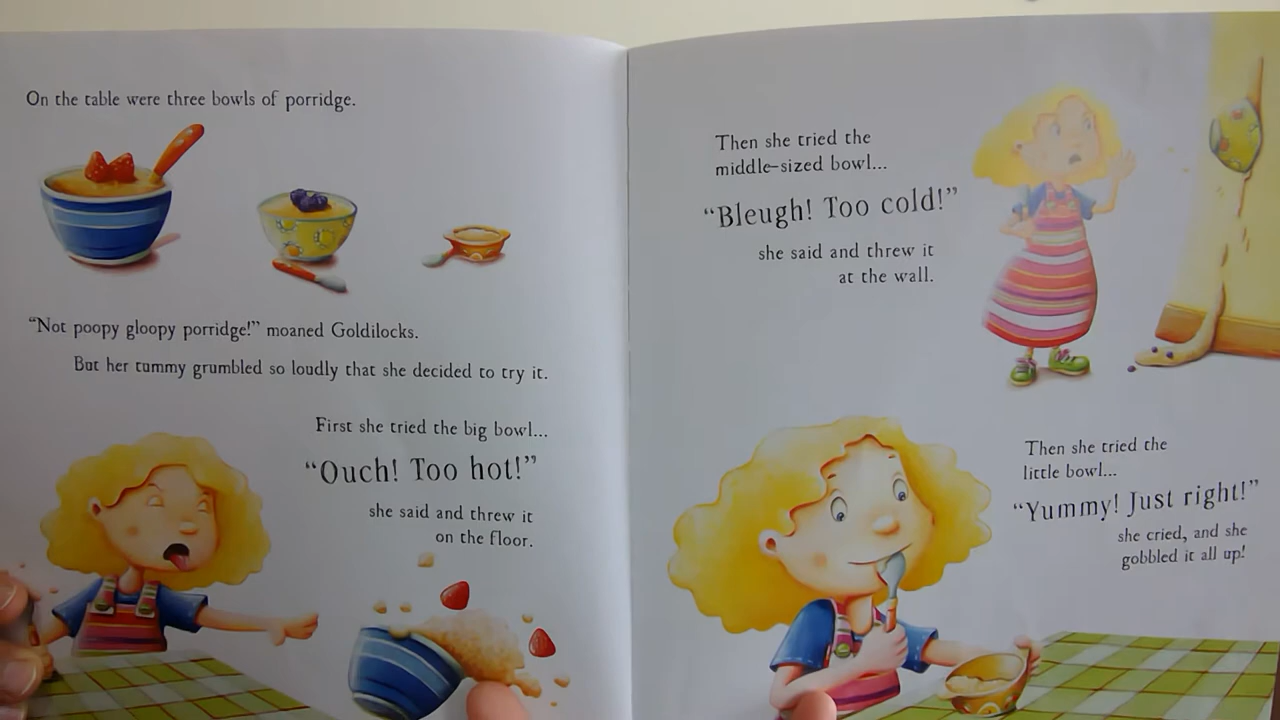 On the table were three bowls of porridge.
“Not poopy gloopy porridge!” moaned Goldilocks.
But her tummy grumbled so loudly that she decided to try it.
First she tried the big bowl...
“Ouch! Too hot!”
she said and threw it
on the floor.
Then she tried the
middle-sized bowl...
“Bleugh! Too cold!”
she said and threw it
at the wall.
Then she tried the
little bowl...
“Yummy! Just right!”
she cried, and she
gobbled it all up!